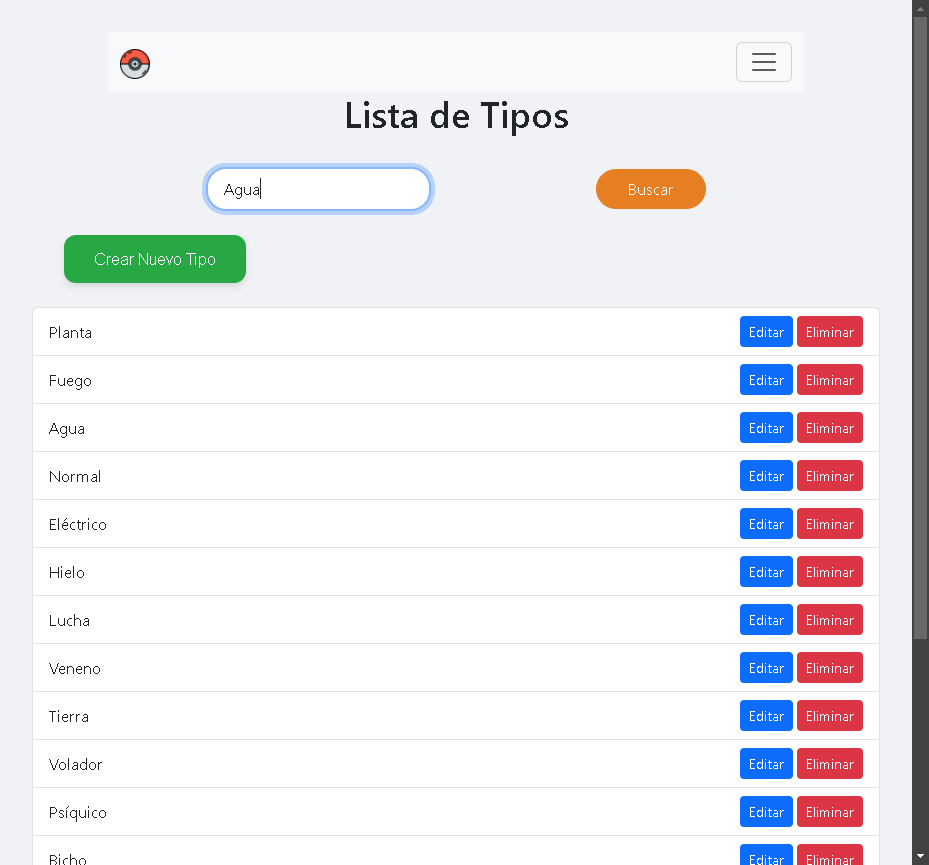 Lista de Tipos
Agua Buscar
Crear Nuevo Tipo
Planta Editar Eliminar
Fuego Editar Eliminar
Agua Editar Eliminar
Normal Editar Eliminar
Eléctrico Editar Eliminar
Hielo Editar Eliminar
Lucha Editar Eliminar
Veneno Editar Eliminar
Tierra Editar Eliminar
Volador Editar Eliminar
Psíquico Editar Eliminar
Bicho Editar Eliminar